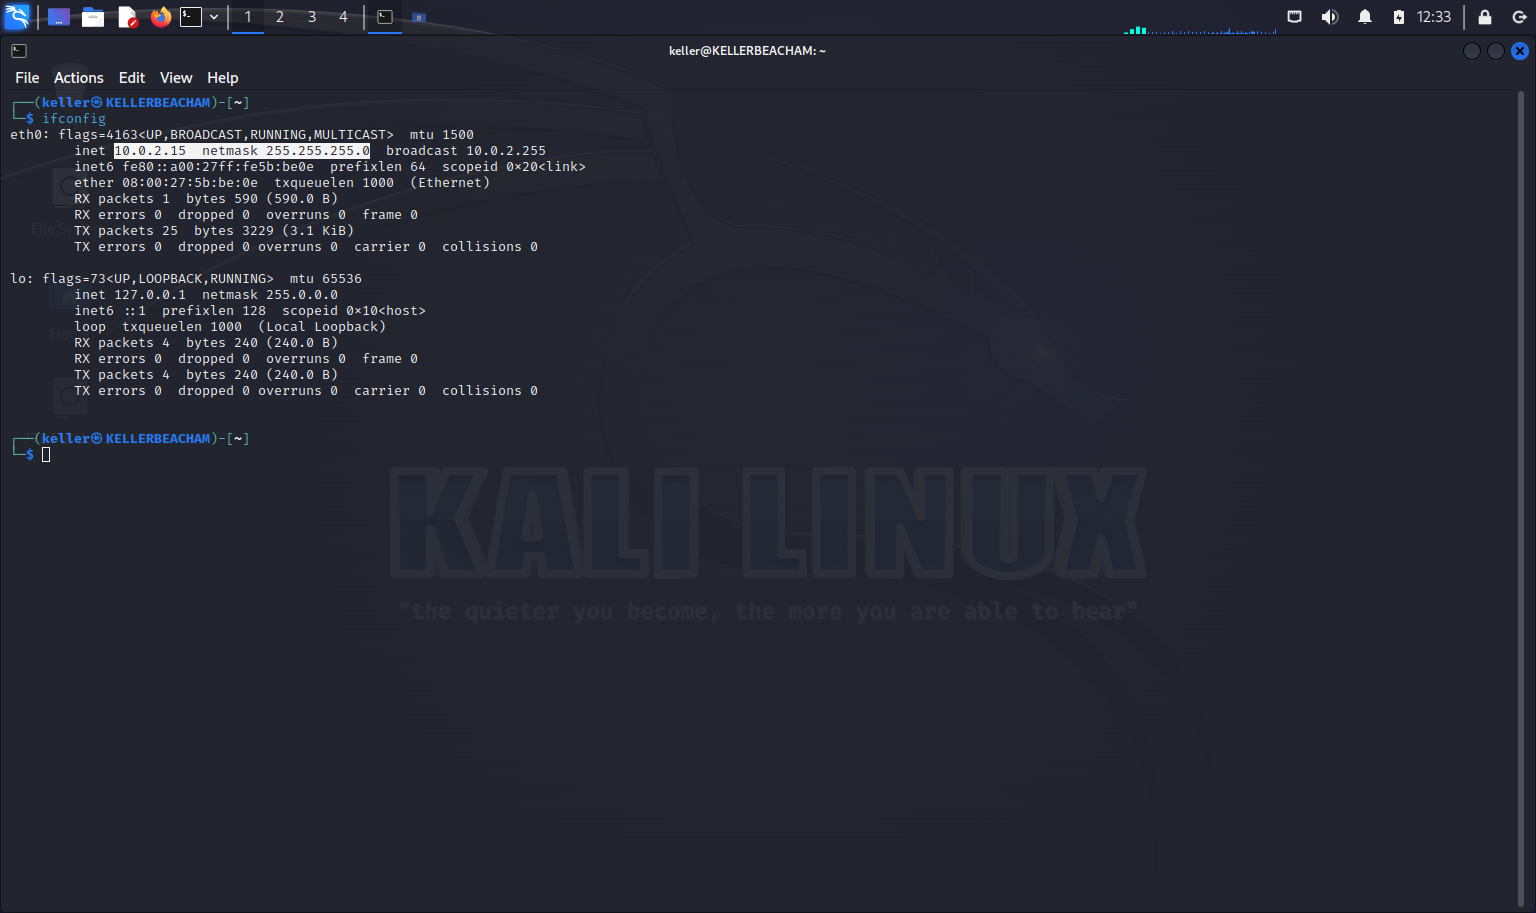 1 2 3 4 12:33
keller@KELLERBEACHAM: ~
File Actions Edit View Help
┌──(keller㉿KELLERBEACHAM)-[~]
└─$ ifconfig
eth0: flags=4163<UP,BROADCAST,RUNNING,MULTICAST>  mtu 1500
        inet 10.0.2.15  netmask 255.255.255.0  broadcast 10.0.2.255
        inet6 fe80::a00:27ff:fe5b:be0e  prefixlen 64  scopeid 0×20<link>
        ether 08:00:27:5b:be:0e  txqueuelen 1000  (Ethernet)
        RX packets 1  bytes 590 (590.0 B)
        RX errors 0  dropped 0  overruns 0  frame 0
        TX packets 25  bytes 3229 (3.1 KiB)
        TX errors 0  dropped 0 overruns 0  carrier 0  collisions 0
lo: flags=73<UP,LOOPBACK,RUNNING>  mtu 65536
        inet 127.0.0.1  netmask 255.0.0.0
        inet6 ::1  prefixlen 128  scopeid 0×10<host>
        loop  txqueuelen 1000  (Local Loopback)
        RX packets 4  bytes 240 (240.0 B)
        RX errors 0  dropped 0  overruns 0  frame 0
        TX packets 4  bytes 240 (240.0 B)
        TX errors 0  dropped 0 overruns 0  carrier 0  collisions 0
┌──(keller㉿KELLERBEACHAM)-[~]
└─$
KALI LINUX
"the quieter you become, the more you are able to hear"